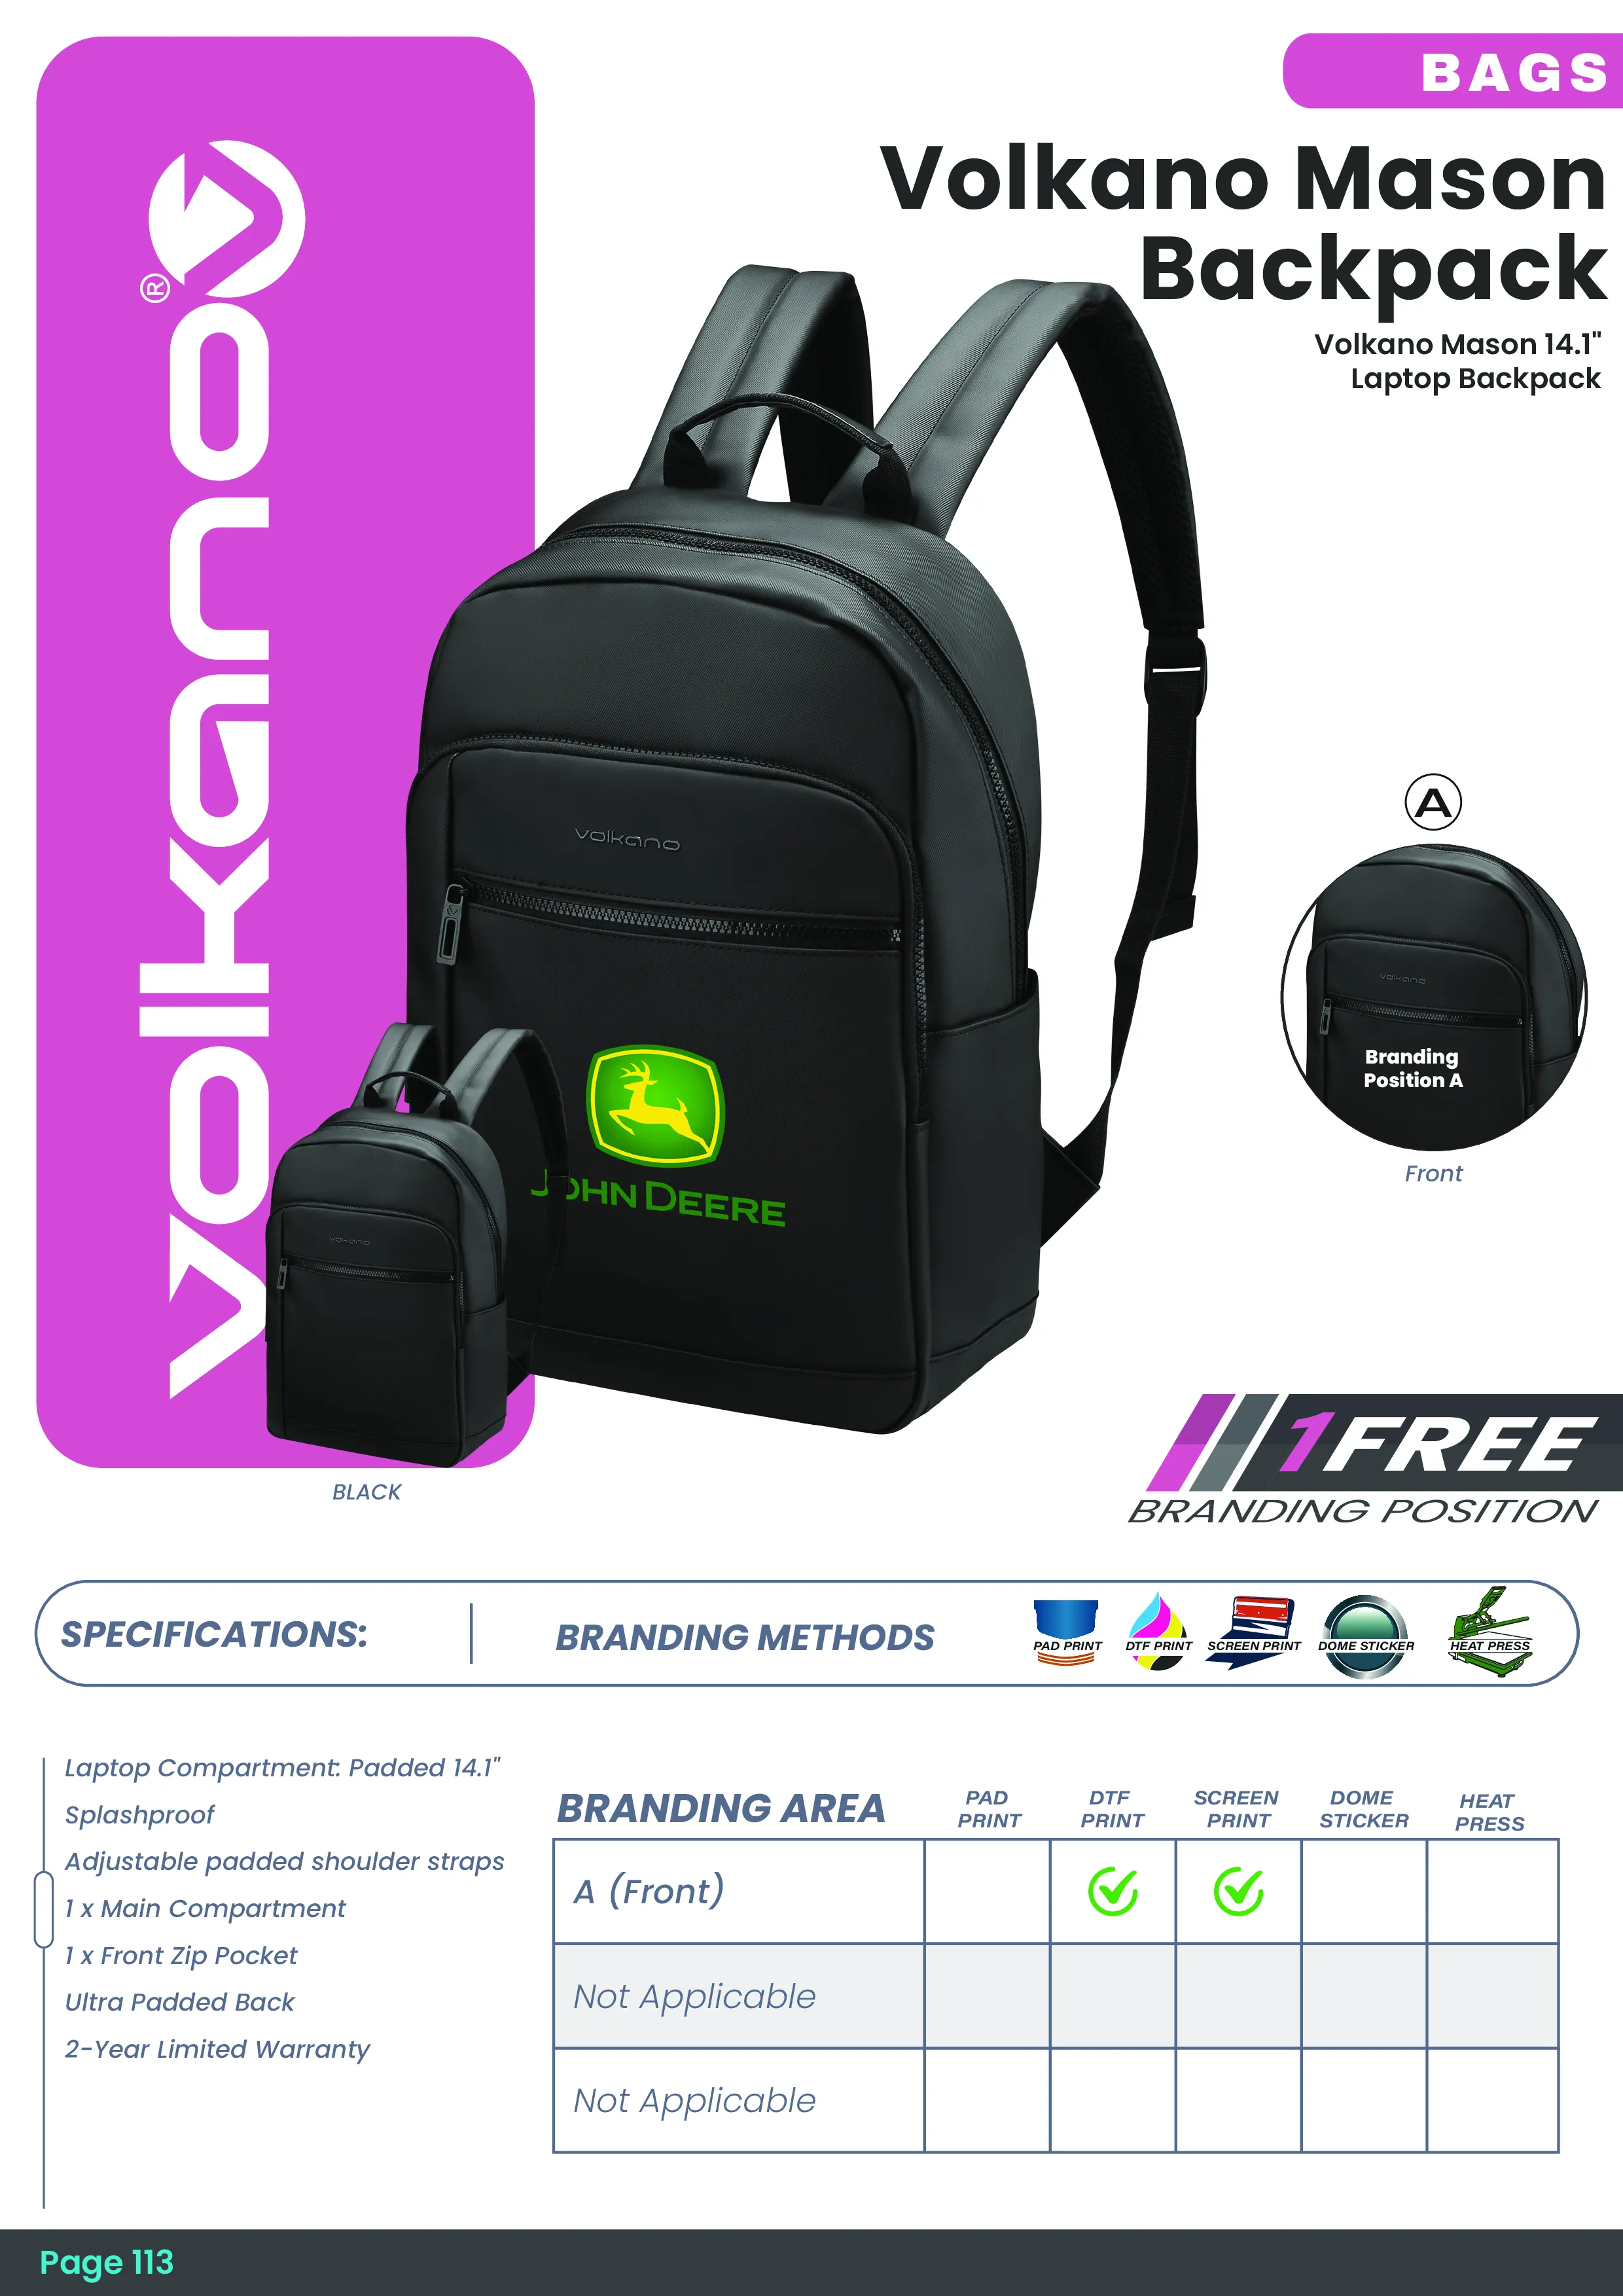 BAGS
Volkano Mason
Backpack
Volkano Mason 14.1"
Laptop Backpack
volkano®
volkano
JOHN DEERE
volkano
A
volkano
Branding
Position A
Front
BLACK
1 FREE
BRANDING POSITION
SPECIFICATIONS:
BRANDING METHODS
PAD PRINT
DTF PRINT
SCREEN PRINT
DOME STICKER
HEAT PRESS
Laptop Compartment: Padded 14.1"
Splashproof
Adjustable padded shoulder straps
1 x Main Compartment
1 x Front Zip Pocket
Ultra Padded Back
2-Year Limited Warranty
BRANDING AREA
PAD
PRINT
DTF
PRINT
SCREEN
PRINT
DOME
STICKER
HEAT
PRESS
A (Front)
Not Applicable
Not Applicable
Page 113